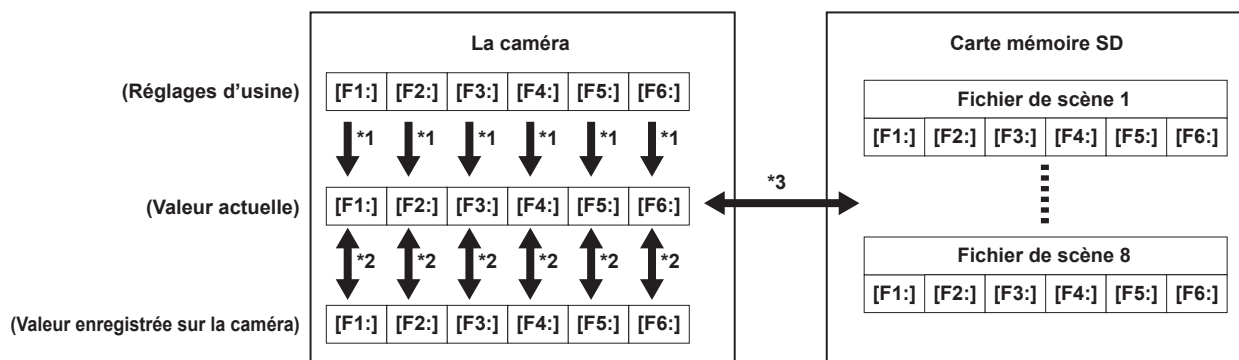 La caméra
Carte mémoire SD
(Réglages d’usine) [F1:] [F2:] [F3:] [F4:] [F5:] [F6:]
Fichier de scène 1
[F1:] [F2:] [F3:] [F4:] [F5:] [F6:]
*1 *1 *1 *1 *1 *1
*3
(Valeur actuelle) [F1:] [F2:] [F3:] [F4:] [F5:] [F6:]
*2 *2 *2 *2 *2 *2
Fichier de scène 8
[F1:] [F2:] [F3:] [F4:] [F5:] [F6:]
(Valeur enregistrée sur la caméra) [F1:] [F2:] [F3:] [F4:] [F5:] [F6:]